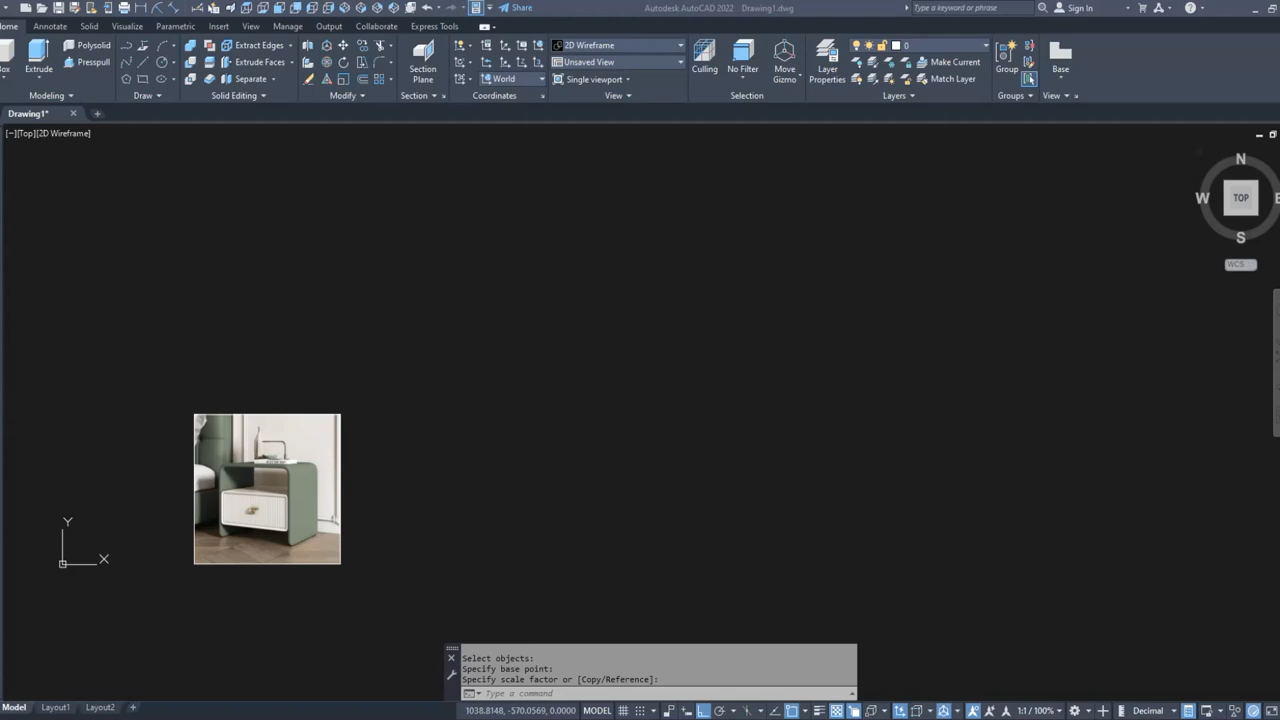 Share
Autodesk AutoCAD 2022 Drawing1.dwg
Type a keyword or phrase
Sign In
Home Annotate Solid Visualize Parametric Insert View Manage Output Collaborate Express Tools
Box
Extrude
Polysolid
Presspull
Extract Edges
Extrude Faces
Separate
Section
Plane
World
2D Wireframe
Unsaved View
Single viewport
Culling
No Filter
Move
Gizmo
Layer
Properties
0
Make Current
Match Layer
Group
Base
Modeling Draw Solid Editing Modify Section Coordinates View Selection Layers Groups View
Drawing1*
[−][Top][2D Wireframe]
N
W TOP E
S
WCS
Y
X
Select objects:
Specify base point:
Specify scale factor or [Copy/Reference]:
Type a command
Model Layout1 Layout2
1038.8148, -570.0569, 0.0000 MODEL
1:1 / 100%
Decimal